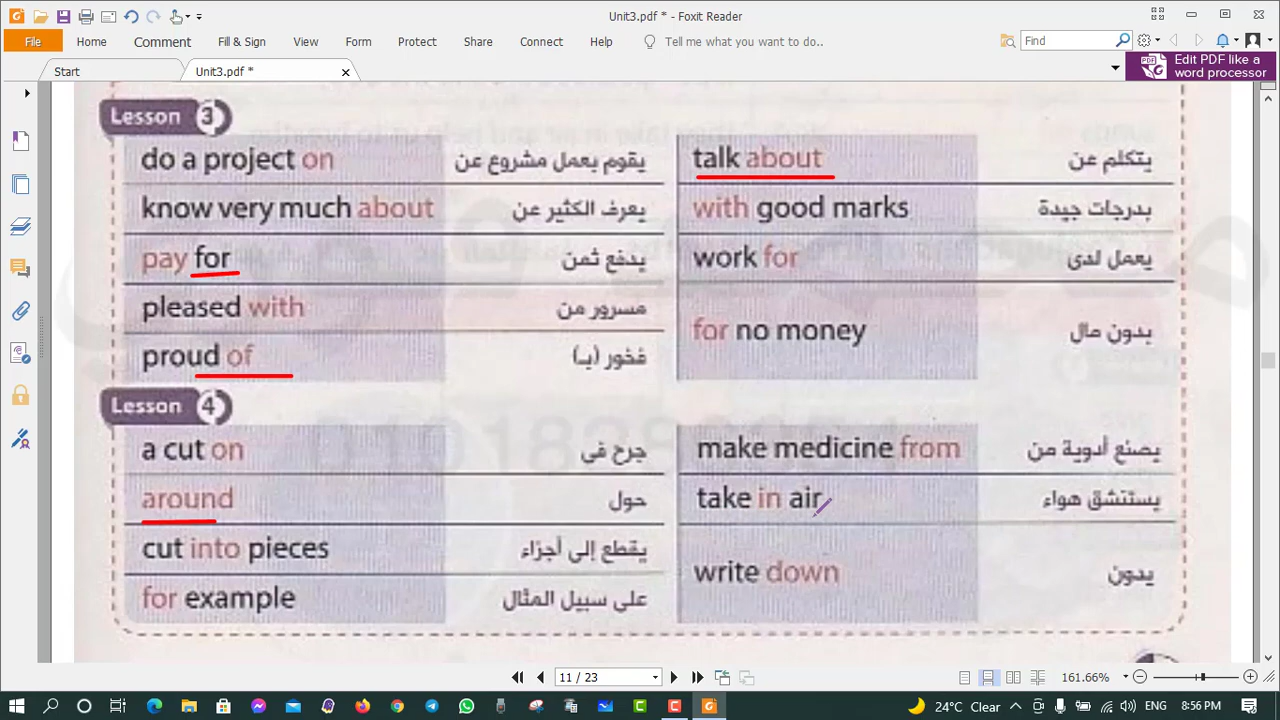 Unit3.pdf * - Foxit Reader
File Home Comment Fill & Sign View Form Protect Share Connect Help Tell me what you want to do.. Find
Edit PDF like a
word processor
Start Unit3.pdf *
Lesson 3
do a project on يقوم بعمل مشروع عن
know very much about يعرف الكثير عن
pay for يدفع ثمن
pleased with مسرور من
proud of فخور (بـ)
talk about يتكلم عن
with good marks بدرجات جيدة
work for يعمل لدى
for no money بدون مال
Lesson 4
a cut on جرح فى
around حول
cut into pieces يقطع إلى أجزاء
for example على سبيل المثال
make medicine from يصنع أدوية من
take in air يستنشق هواء
write down يدون
11 / 23 161.66%
24°C Clear ENG 8:56 PM